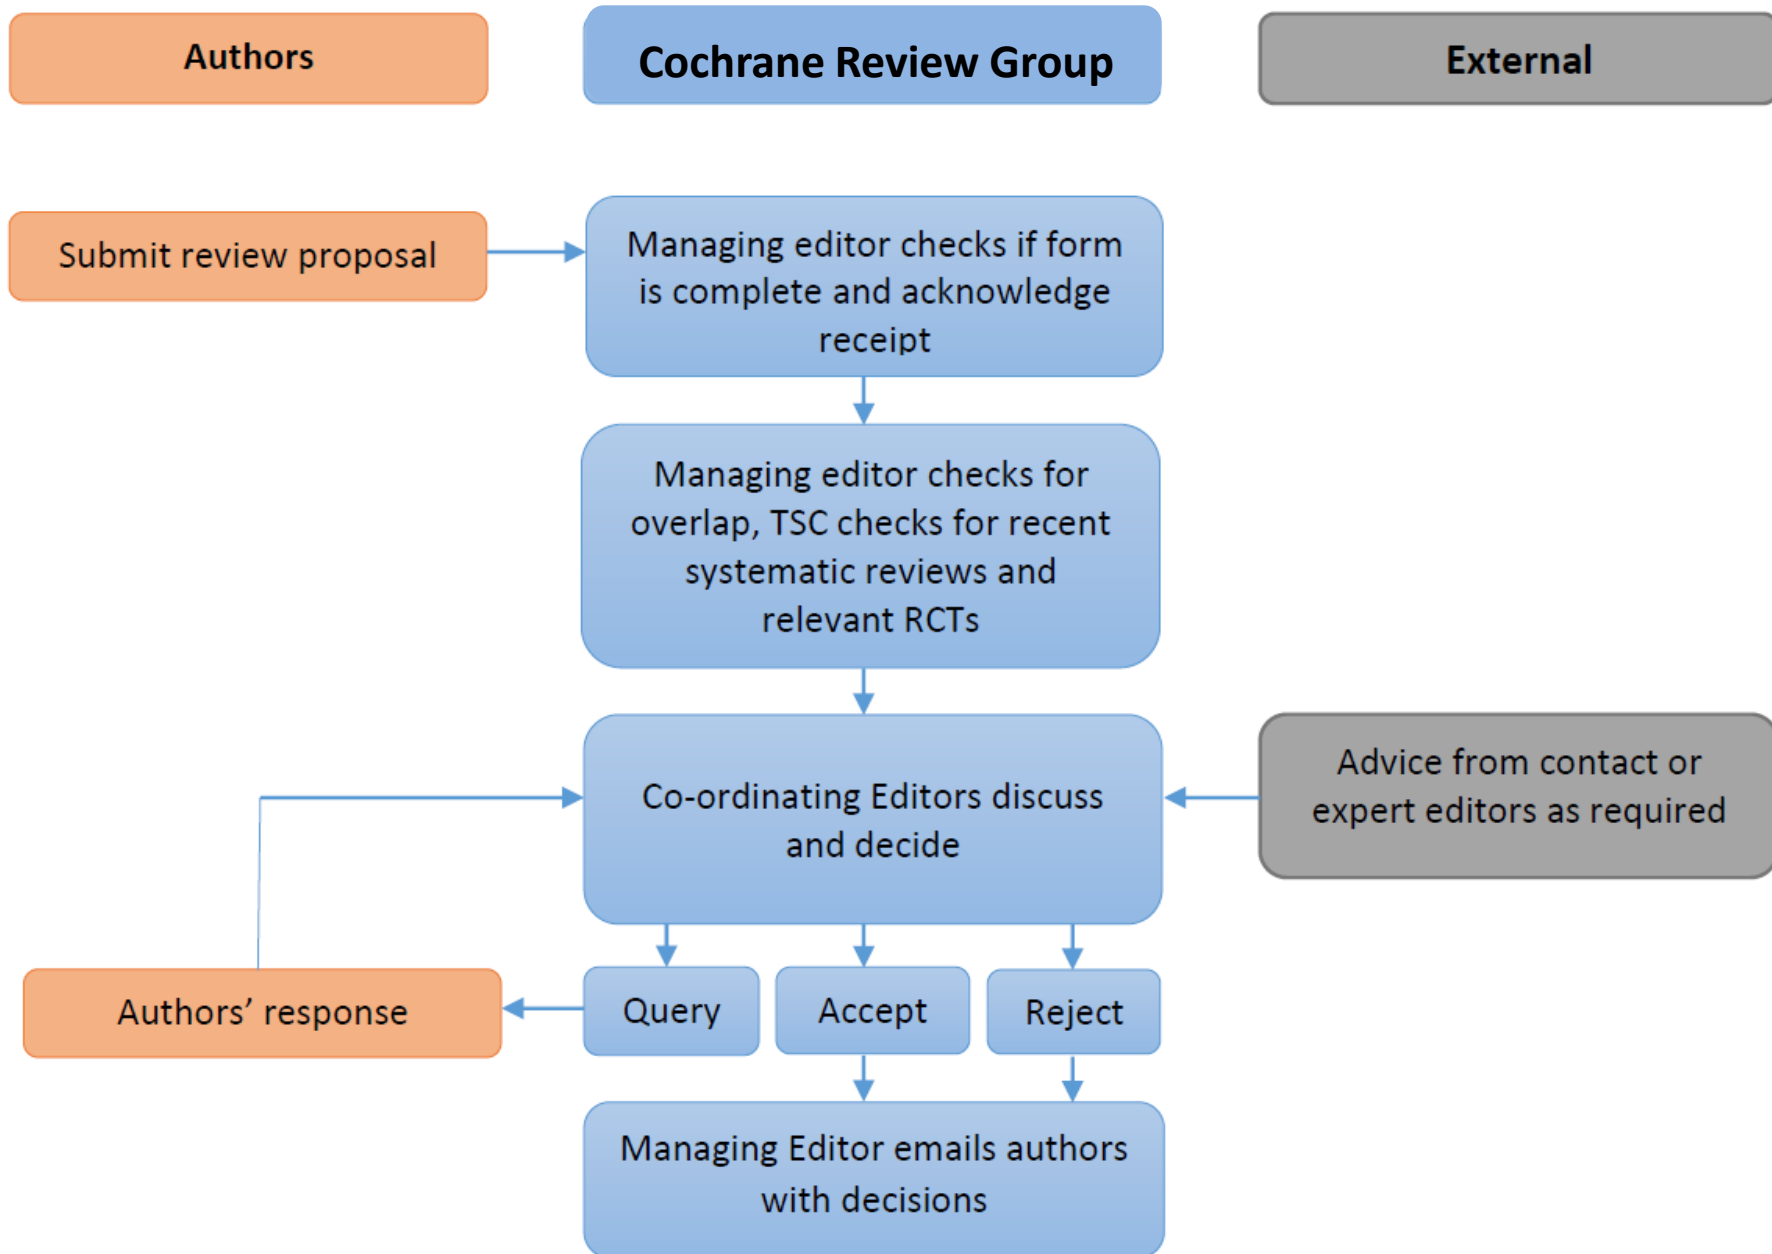 Authors
Cochrane Review Group
External
Submit review proposal
Managing editor checks if form
is complete and acknowledge
receipt
Managing editor checks for
overlap, TSC checks for recent
systematic reviews and
relevant RCTs
Co-ordinating Editors discuss
and decide
Advice from contact or
expert editors as required
Authors’ response
Query
Accept
Reject
Managing Editor emails authors
with decisions